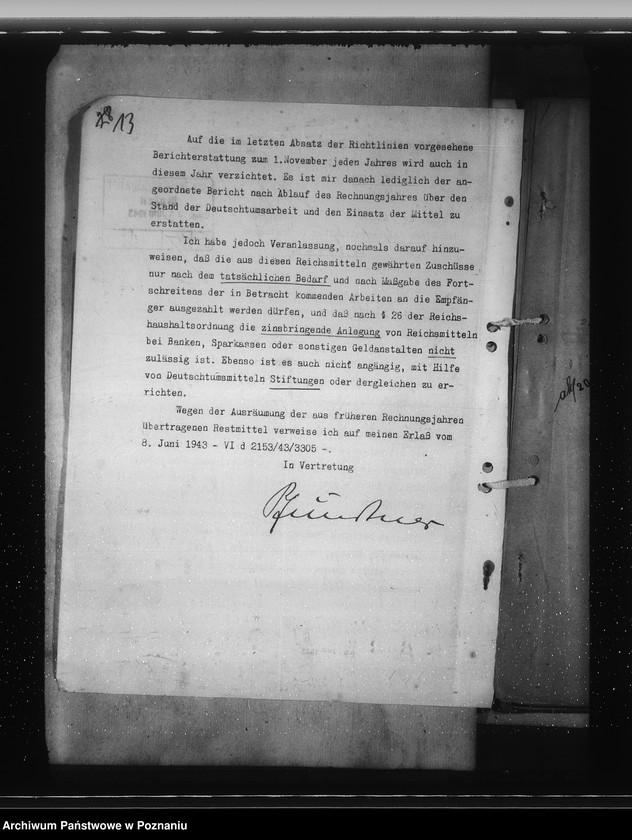 13
Auf die im letzten Absatz der Richtlinien vorgesehene
Berichterstattung zum 1.November jeden Jahres wird auch in
diesem Jahr verzichtet. Es ist mir danach lediglich der an-
geordnete Bericht nach Ablauf des Rechnungsjahres über den
Stand der Deutschtumsarbeit und den Einsatz der Mittel zu
erstatten.
Ich habe jedoch Veranlassung, nochmals darauf hinzu-
weisen, daß die aus diesen Reichsmitteln gewährten Zuschüsse
nur nach dem tatsächlichen Bedarf und nach Maßgabe des Fort-
schreitens der in Betracht kommenden Arbeiten an die Empfän-
ger ausgezahlt werden dürfen, und daß nach § 26 der Reichs-
haushaltsordnung die zinsbringende Anlegung von Reichsmitteln
bei Banken, Sparkassen oder sonstigen Geldanstalten nicht
zulässig ist. Ebenso ist es auch nicht angängig, mit Hilfe
von Deutschtumsmitteln Stiftungen oder dergleichen zu er-
richten.
Wegen der Ausräumung der aus früheren Rechnungsjahren
übertragenen Restmittel verweise ich auf meinen Erlaß vom
8. Juni 1943 - VI d 2153/43/3305 -.
In Vertretung
Pfundtner
Archiwum Państwowe w Poznaniu